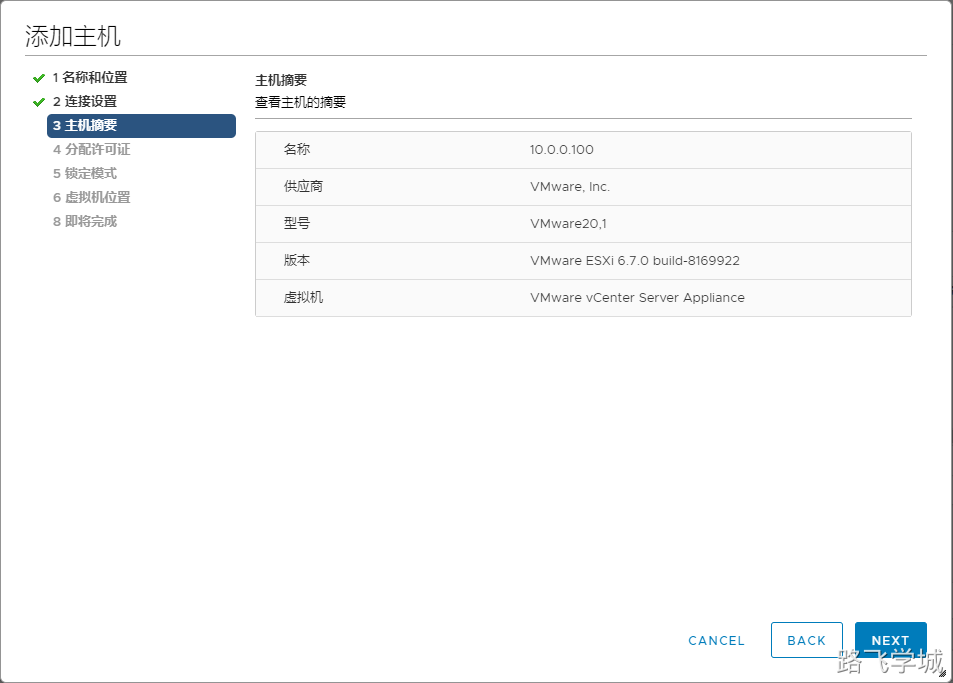 添加主机
1 名称和位置
2 连接设置
3 主机摘要
4 分配许可证
5 锁定模式
6 虚拟机位置
8 即将完成
主机摘要
查看主机的摘要
名称 10.0.0.100
供应商 VMware, Inc.
型号 VMware20,1
版本 VMware ESXi 6.7.0 build-8169922
虚拟机 VMware vCenter Server Appliance
CANCEL BACK NEXT
路飞学城